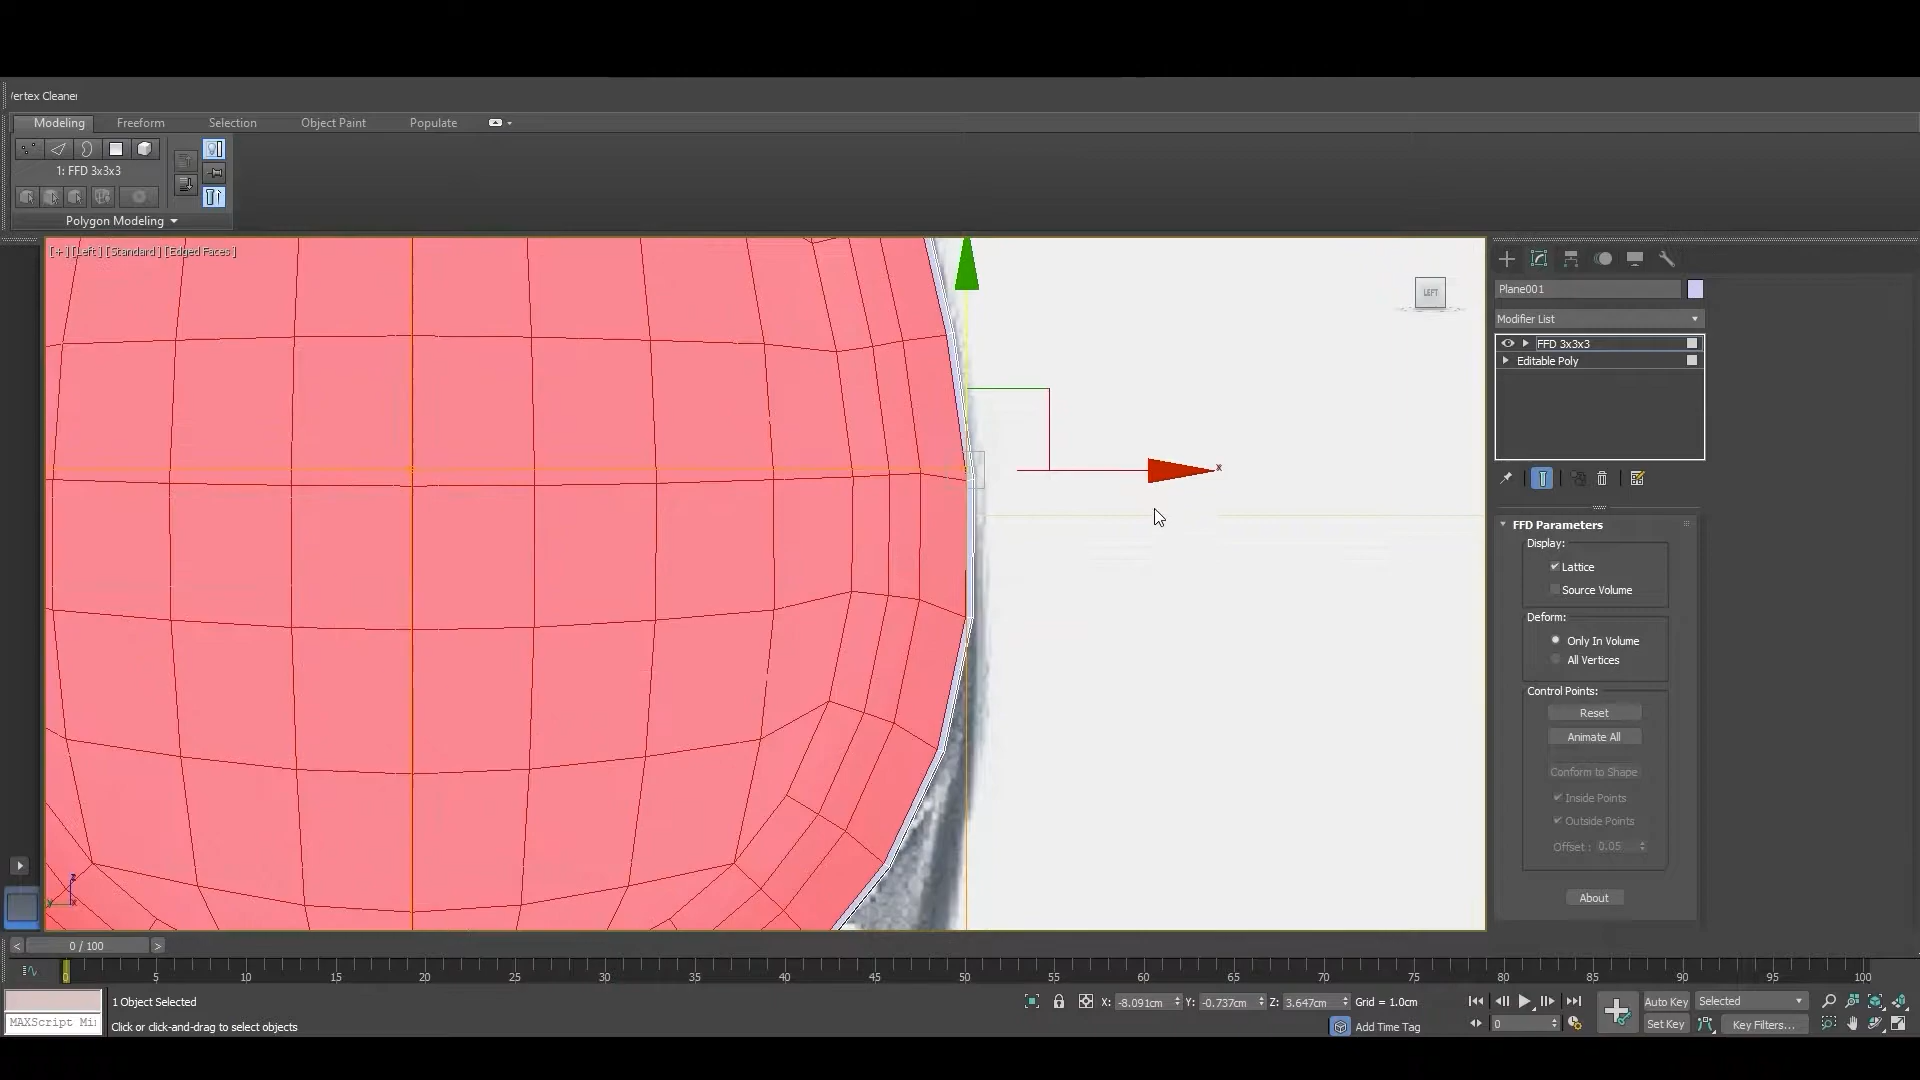 Vertex Cleaner
Modeling Freeform Selection Object Paint Populate
1: FFD 3x3x3
Polygon Modeling
[+] [Left] [Standard] [Edged Faces]
LEFT
x
z
y
x
Plane001
Modifier List
FFD 3x3x3
Editable Poly
FFD Parameters
Display:
Lattice
Source Volume
Deform:
Only In Volume
All Vertices
Control Points:
Reset
Animate All
Conform to Shape
Inside Points
Outside Points
Offset: 0.05
About
< 0 / 100 >
0 5 10 15 20 25 30 35 40 45 50 55 60 65 70 75 80 85 90 95 100
1 Object Selected
X: -8.091cm Y: -0.737cm Z: 3.647cm Grid = 1.0cm
Auto Key Selected
MAXScript Mi
Click or click-and-drag to select objects
Add Time Tag
0
Set Key Key Filters...